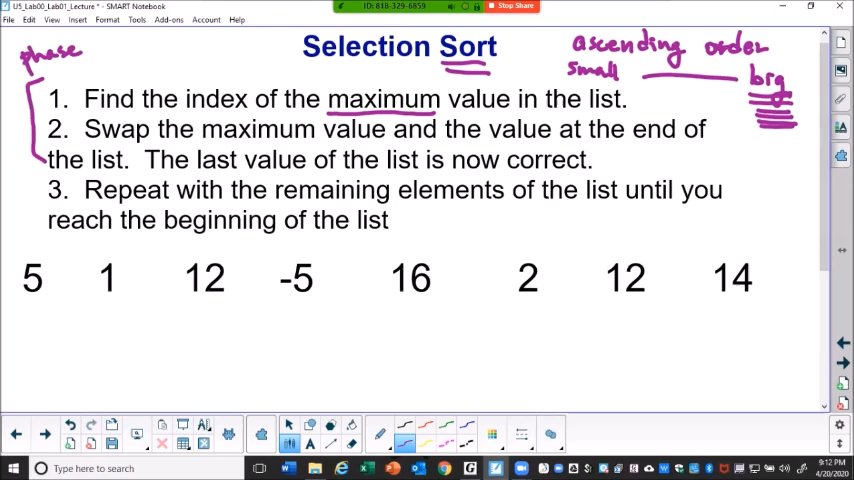 U5_Lab00_Lab01_Lecture * - SMART Notebook
ID: 818-329-6859 Stop Share
File Edit View Insert Format Tools Add-ons Account Help
Selection Sort
ascending order
phase
small big
1. Find the index of the maximum value in the list.
2. Swap the maximum value and the value at the end of
the list. The last value of the list is now correct.
3. Repeat with the remaining elements of the list until you
reach the beginning of the list
5 1 12 -5 16 2 12 14
Type here to search
9:12 PM
4/20/2020